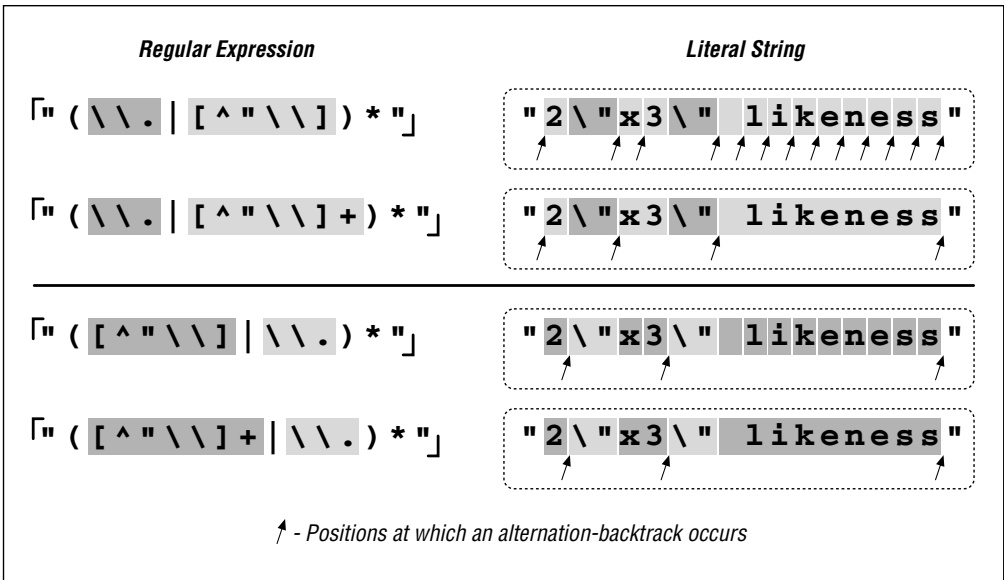 Regular Expression Literal String
⌈"(\\.|[^"\\])*"⌋ "2\"x3\" likeness"
⌈"(\\.|[^"\\]+)*"⌋ "2\"x3\" likeness"
⌈"([^"\\]|\\.)*"⌋ "2\"x3\" likeness"
⌈"([^"\\]+|\\.)*"⌋ "2\"x3\" likeness"
↗ - Positions at which an alternation-backtrack occurs